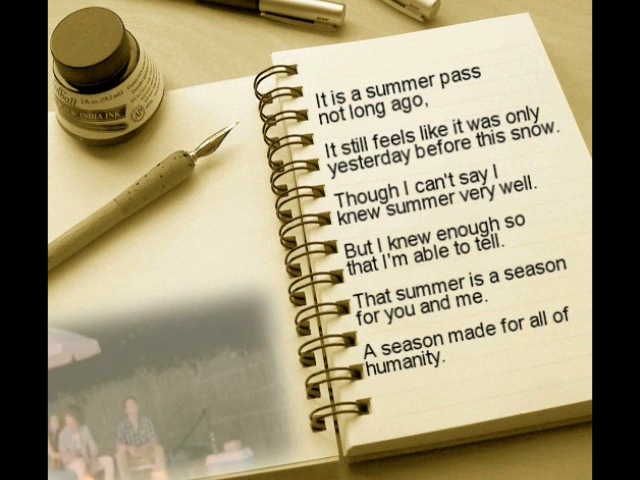 It is a summer pass
not long ago,
It still feels like it was only
yesterday before this snow.
Though I can't say I
knew summer very well.
But I knew enough so
that I'm able to tell.
That summer is a season
for you and me.
A season made for all of
humanity.
INDIA INK